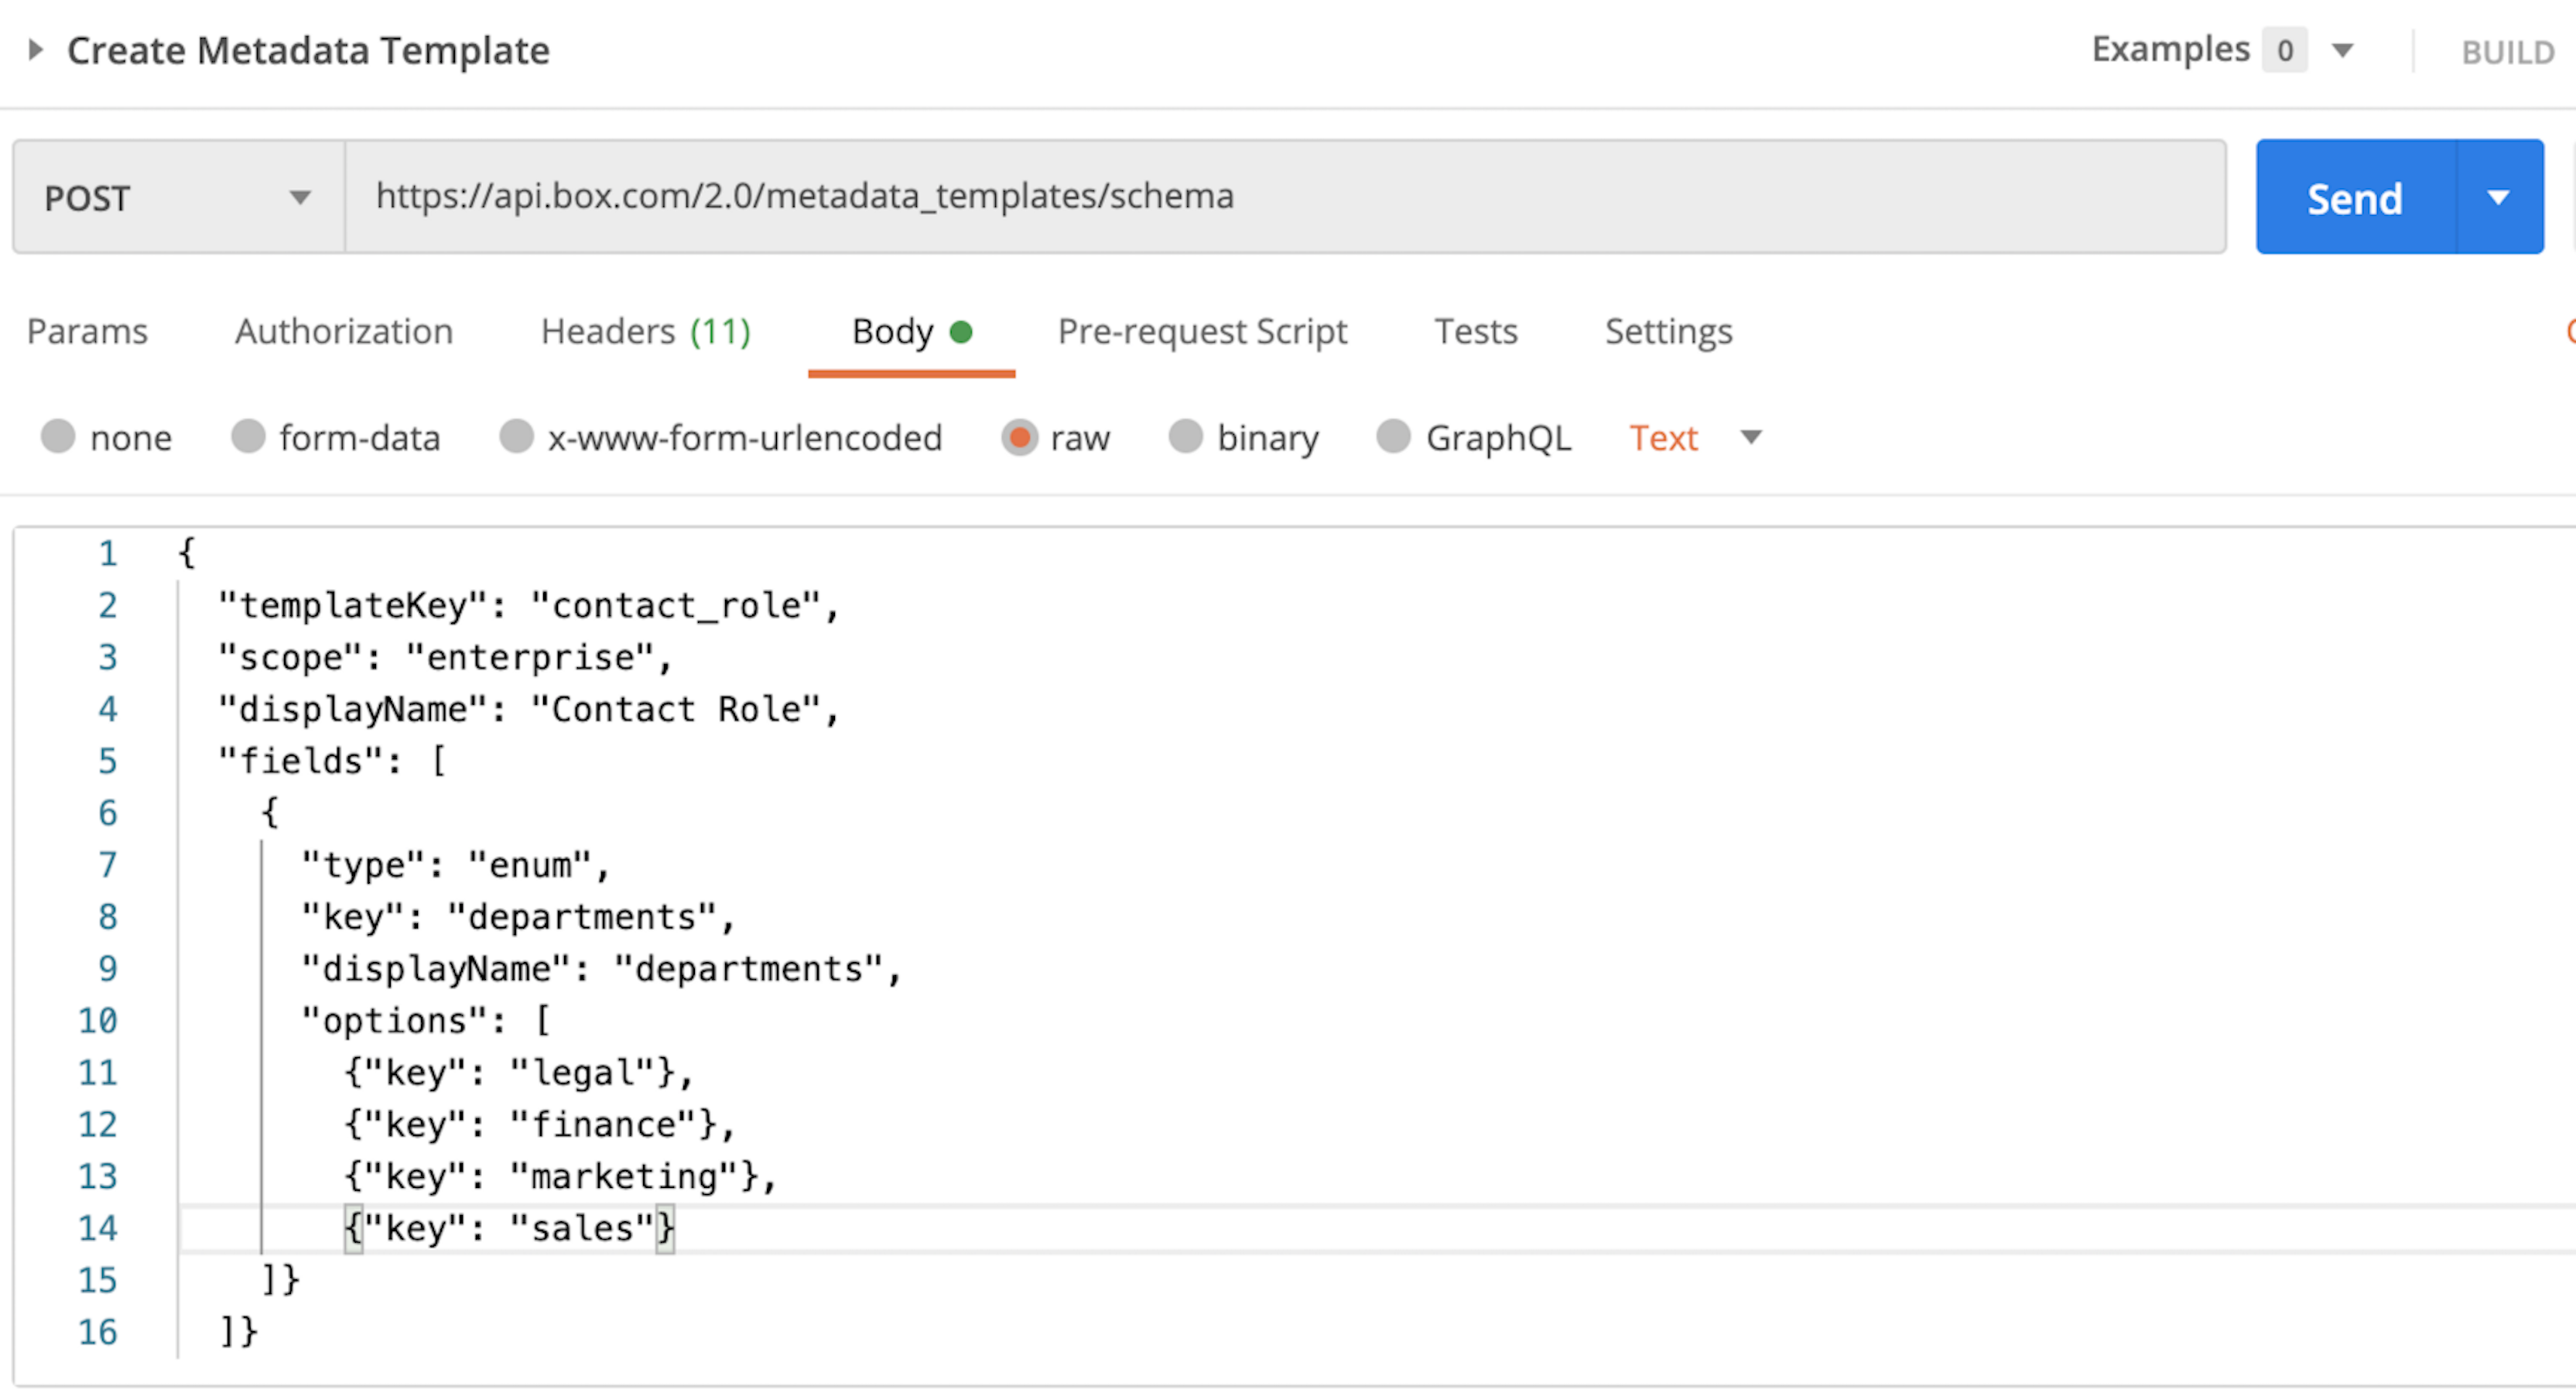 Create Metadata Template Examples 0 BUILD
POST https://api.box.com/2.0/metadata_templates/schema Send
Params Authorization Headers (11) Body Pre-request Script Tests Settings
none form-data x-www-form-urlencoded raw binary GraphQL Text
1 {
2 "templateKey": "contact_role",
3 "scope": "enterprise",
4 "displayName": "Contact Role",
5 "fields": [
6 {
7 "type": "enum",
8 "key": "departments",
9 "displayName": "departments",
10 "options": [
11 {"key": "legal"},
12 {"key": "finance"},
13 {"key": "marketing"},
14 {"key": "sales"}
15 ]}
16 ]}